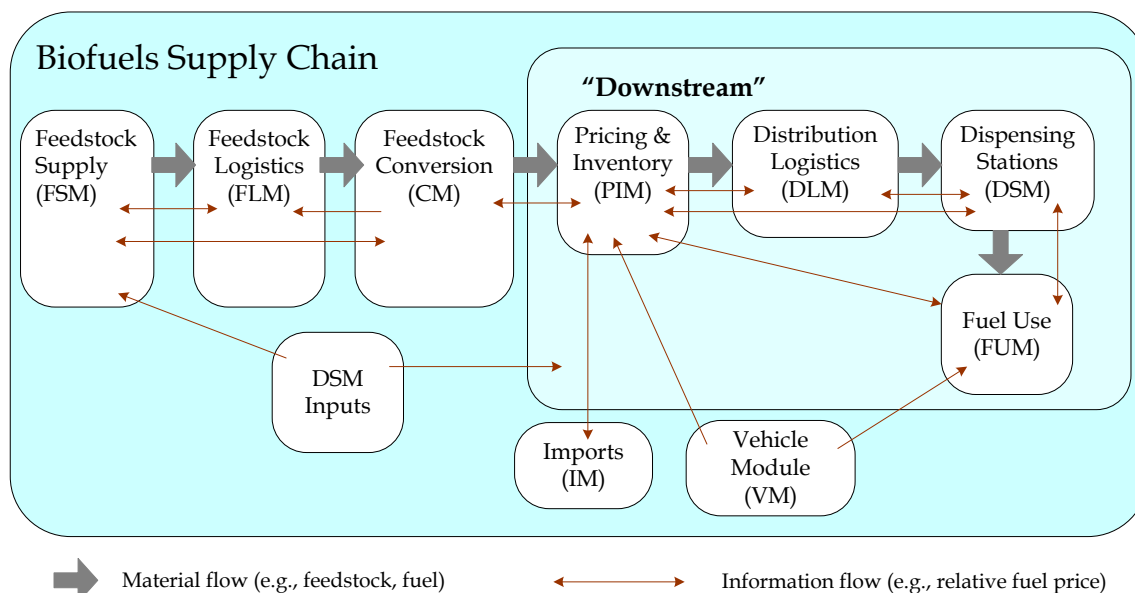 Biofuels Supply Chain
“Downstream”
Feedstock
Supply
(FSM)
Feedstock
Logistics
(FLM)
Feedstock
Conversion
(CM)
Pricing &
Inventory
(PIM)
Distribution
Logistics
(DLM)
Dispensing
Stations
(DSM)
Fuel Use
(FUM)
DSM
Inputs
Imports
(IM)
Vehicle
Module
(VM)
Material flow (e.g., feedstock, fuel)
Information flow (e.g., relative fuel price)